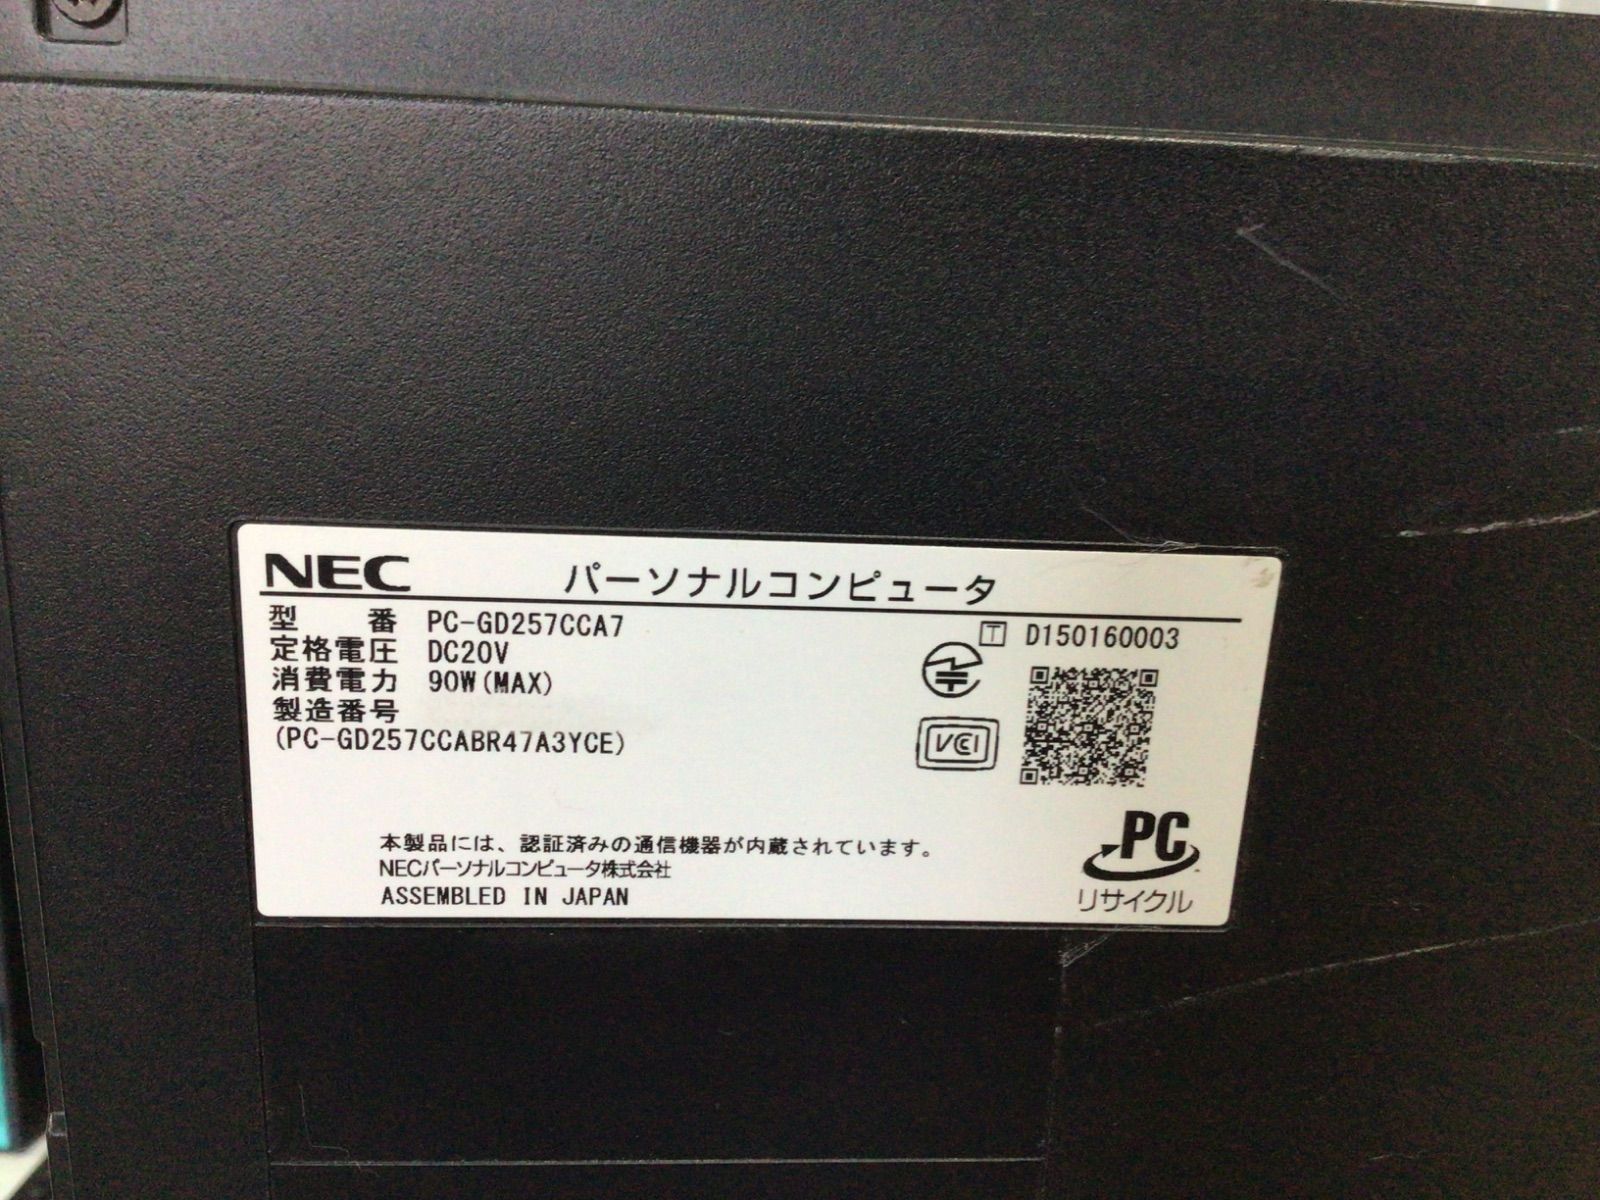 NEC パーソナルコンピュータ
型 番 PC-GD257CCA7
T D150160003
定格電圧 DC20V
消費電力 90W(MAX)
製造番号
(PC-GD257CCABR47A3YCE)
VCCI
本製品には、認証済みの通信機器が内蔵されています。
NECパーソナルコンピュータ株式会社
ASSEMBLED IN JAPAN
PC
リサイクル